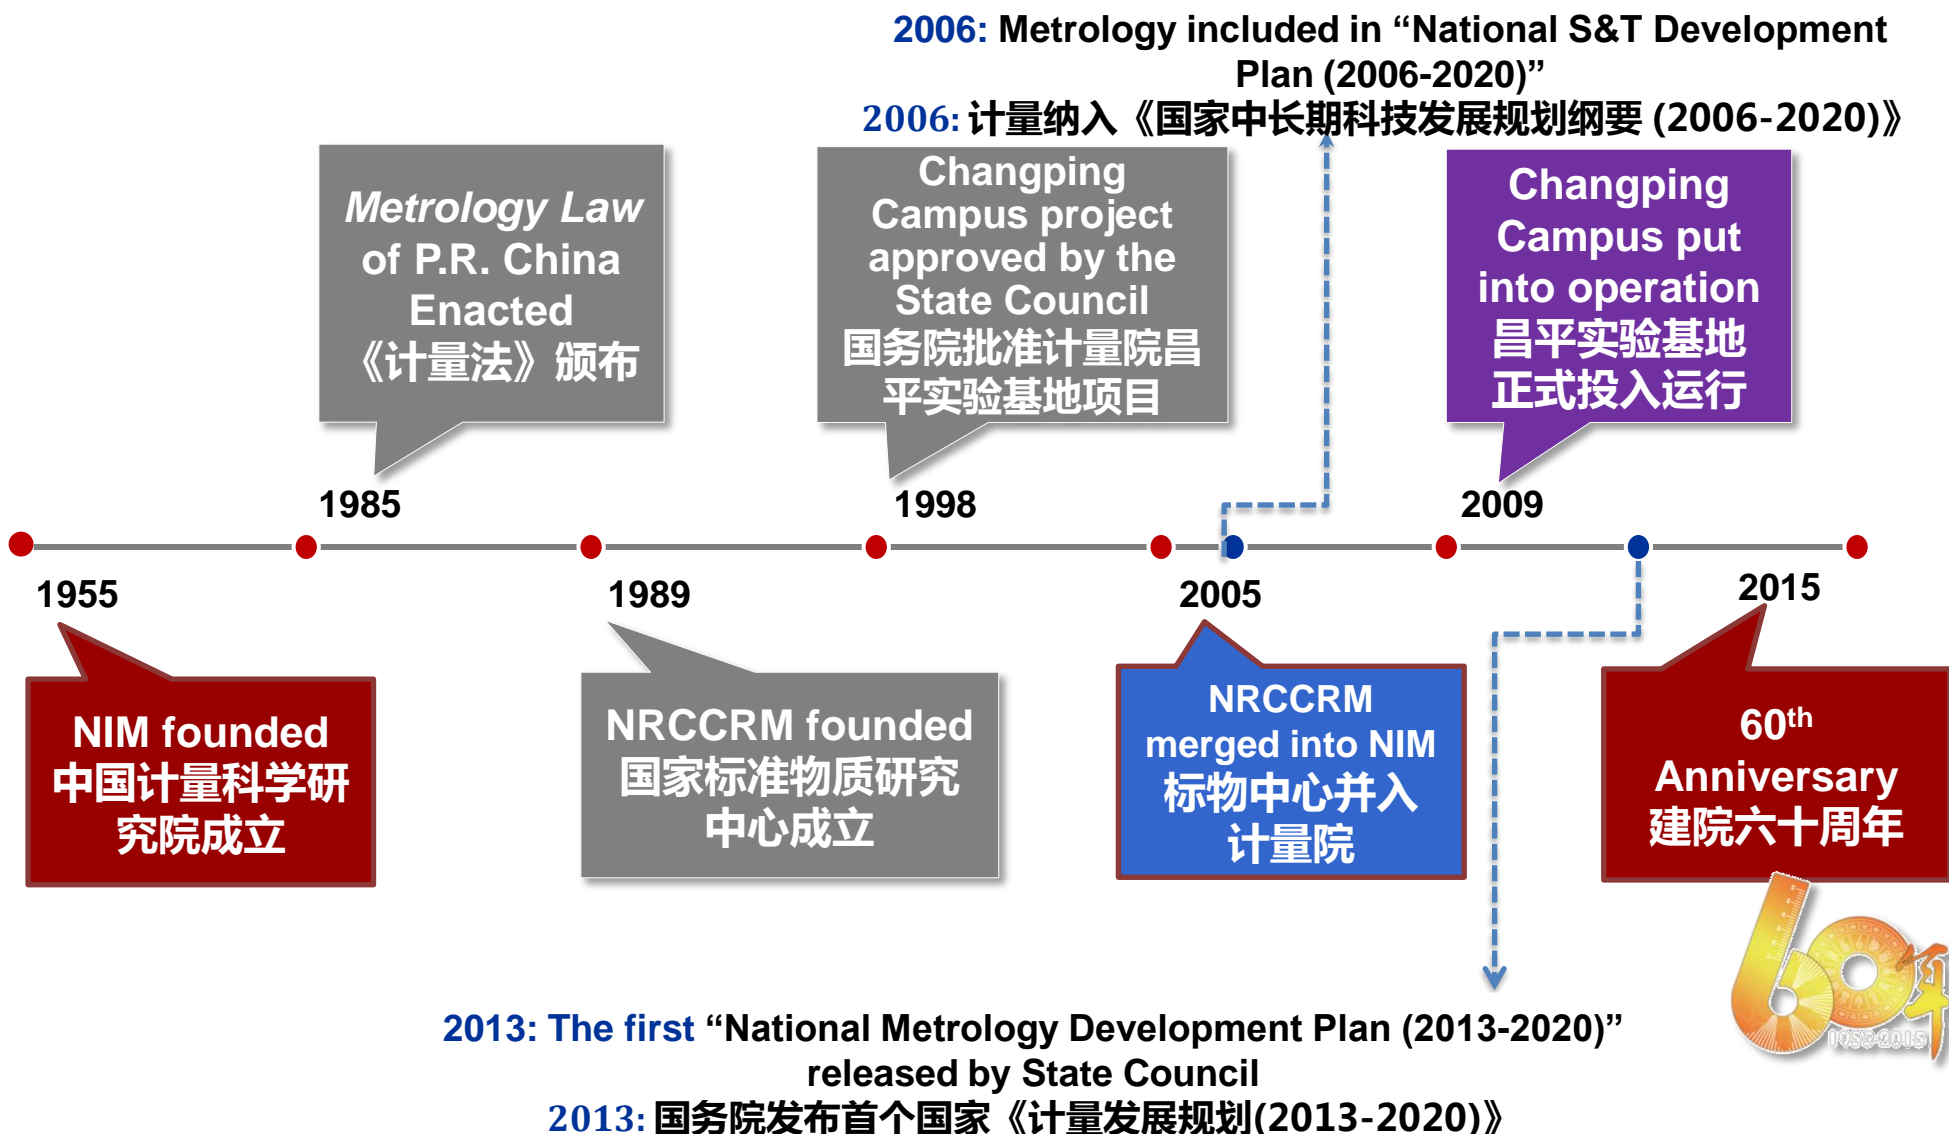 2006: Metrology included in “National S&T Development
Plan (2006-2020)”
2006: 计量纳入《国家中长期科技发展规划纲要 (2006-2020)》
Metrology Law
of P.R. China
Enacted
《计量法》颁布
Changping
Campus project
approved by the
State Council
国务院批准计量院昌
平实验基地项目
Changping
Campus put
into operation
昌平实验基地
正式投入运行
1985
1998
2009
1955
1989
2005
2015
NIM founded
中国计量科学研
究院成立
NRCCRM founded
国家标准物质研究
中心成立
NRCCRM
merged into NIM
标物中心并入
计量院
60th
Anniversary
建院六十周年
60年
1955-2015
2013: The first “National Metrology Development Plan (2013-2020)”
released by State Council
2013: 国务院发布首个国家《计量发展规划(2013-2020)》